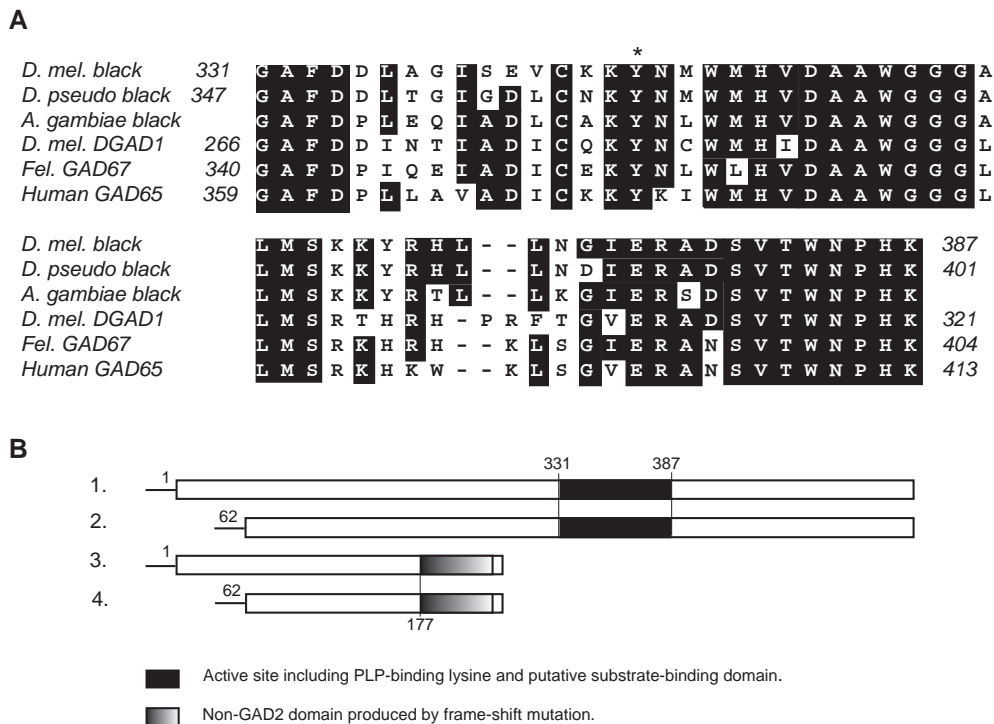 A
*
D. mel. black 331 G A F D D L A G I S E V C K K Y N M W M H V D A A W G G G A
D. pseudo black 347 G A F D D L T G I G D L C N K Y N M W M H V D A A W G G G A
A. gambiae black G A F D P L E Q I A D L C A K Y N L W M H V D A A W G G G A
D. mel. DGAD1 266 G A F D D I N T I A D I C Q K Y N C W M H I D A A W G G G L
Fel. GAD67 340 G A F D P I Q E I A D I C E K Y N L W L H V D A A W G G G L
Human GAD65 359 G A F D P L L A V A D I C K K Y K I W M H V D A A W G G G L
D. mel. black L M S K K Y R H L - - L N G I E R A D S V T W N P H K 387
D. pseudo black L M S K K Y R H L - - L N D I E R A D S V T W N P H K 401
A. gambiae black L M S K K Y R T L - - L K G I E R S D S V T W N P H K
D. mel. DGAD1 L M S R T H R H - P R F T G V E R A D S V T W N P H K 321
Fel. GAD67 L M S R K H R H - - K L S G I E R A N S V T W N P H K 404
Human GAD65 L M S R K H K W - - K L S G V E R A N S V T W N P H K 413
B
331 387
1. 1
2. 62
3. 1
4. 62
177
Active site including PLP-binding lysine and putative substrate-binding domain.
Non-GAD2 domain produced by frame-shift mutation.